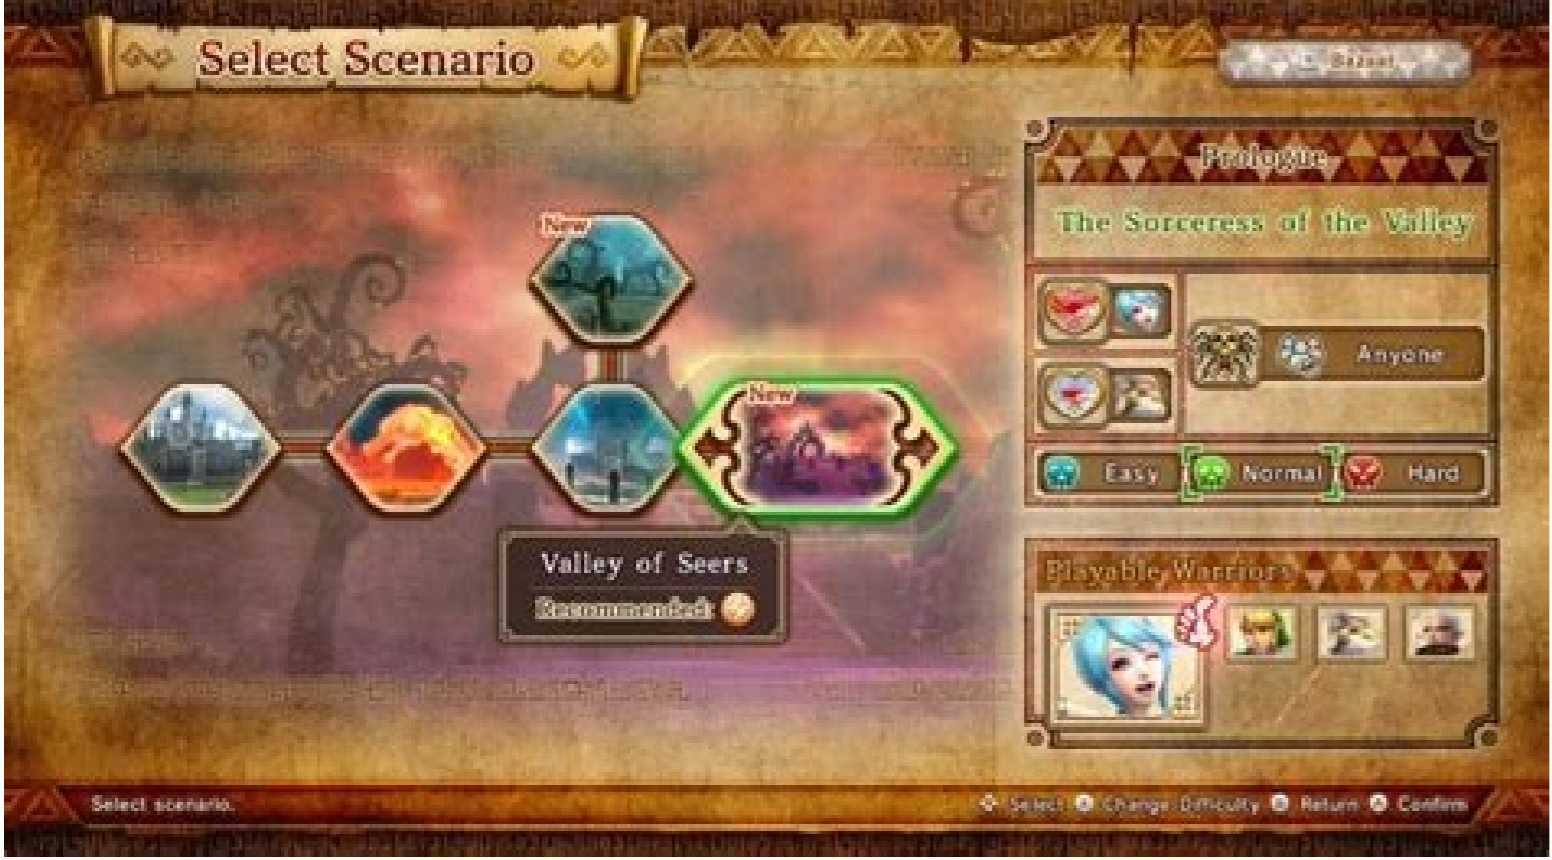 Select Scenario
Bazaar
Prologue
The Sorceress of the Valley
New
New
Anyone
Easy
Normal
Hard
Valley of Seers
Recommended:
Playable Warriors
Select scenario.
Select
Change Difficulty
Return
Confirm